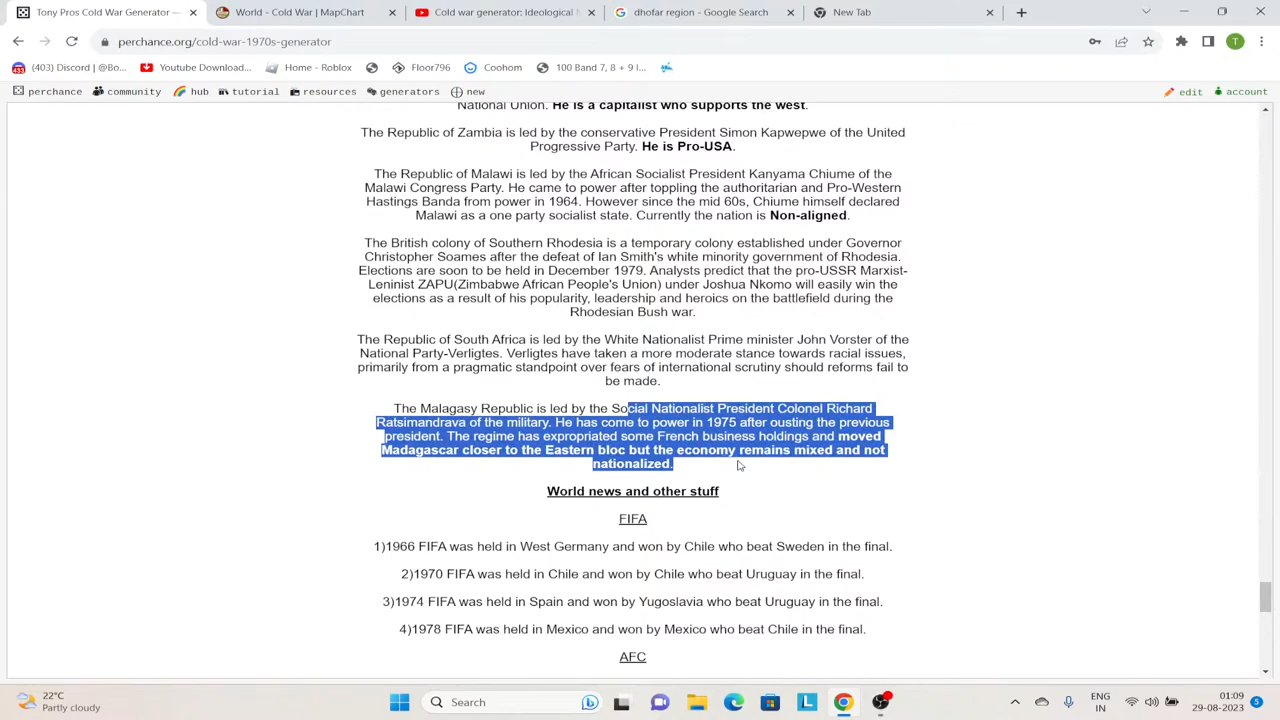 Tony Pros Cold War Generator —
World - Cold War | MapChart
Cold war closer: Ideological
dhofar region - Google Search
New Tab
perchance.org/cold-war-1970s-generator
(403) Discord | @Bo...
Youtube Download...
Home - Roblox
Floor796
Coohom
100 Band 7, 8 + 9 I...
perchance
community
hub
tutorial
resources
generators
new
edit
account
National Union. He is a capitalist who supports the west.
The Republic of Zambia is led by the conservative President Simon Kapwepwe of the United
Progressive Party. He is Pro-USA.
The Republic of Malawi is led by the African Socialist President Kanyama Chiume of the
Malawi Congress Party. He came to power after toppling the authoritarian and Pro-Western
Hastings Banda from power in 1964. However since the mid 60s, Chiume himself declared
Malawi as a one party socialist state. Currently the nation is Non-aligned.
The British colony of Southern Rhodesia is a temporary colony established under Governor
Christopher Soames after the defeat of Ian Smith's white minority government of Rhodesia.
Elections are soon to be held in December 1979. Analysts predict that the pro-USSR Marxist-
Leninist ZAPU(Zimbabwe African People's Union) under Joshua Nkomo will easily win the
elections as a result of his popularity, leadership and heroics on the battlefield during the
Rhodesian Bush war.
The Republic of South Africa is led by the White Nationalist Prime minister John Vorster of the
National Party-Verligtes. Verligtes have taken a more moderate stance towards racial issues,
primarily from a pragmatic standpoint over fears of international scrutiny should reforms fail to
be made.
The Malagasy Republic is led by the Social Nationalist President Colonel Richard
Ratsimandrava of the military. He has come to power in 1975 after ousting the previous
president. The regime has expropriated some French business holdings and moved
Madagascar closer to the Eastern bloc but the economy remains mixed and not
nationalized.
World news and other stuff
FIFA
1)1966 FIFA was held in West Germany and won by Chile who beat Sweden in the final.
2)1970 FIFA was held in Chile and won by Chile who beat Uruguay in the final.
3)1974 FIFA was held in Spain and won by Yugoslavia who beat Uruguay in the final.
4)1978 FIFA was held in Mexico and won by Mexico who beat Chile in the final.
AFC
22°C
Partly cloudy
Search
ENG
IN
01:09
29-08-2023
5